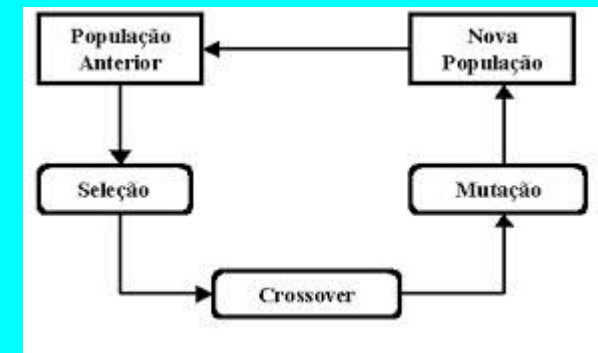 População
Anterior
Nova
População
Seleção
Mutação
Crossover